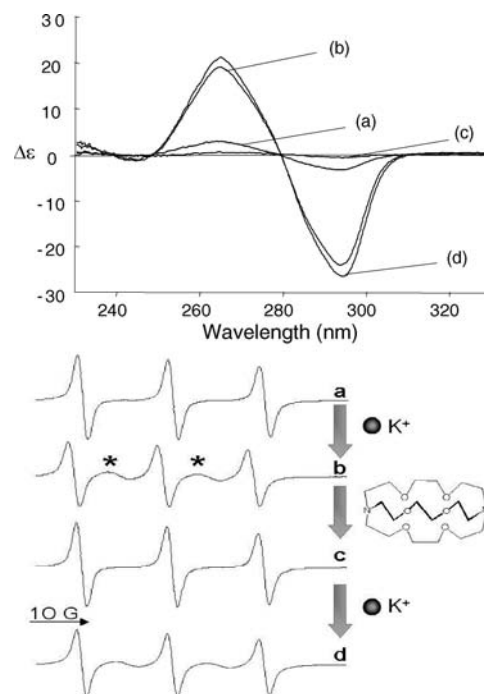 30
(b)
20
(a)
10
(c)
Δε
0
-10
-20
(d)
-30
240
260
280
300
320
Wavelength (nm)
a
K+
*
*
b
N
O
O
O
O
N
O
O
c
10 G
K+
d